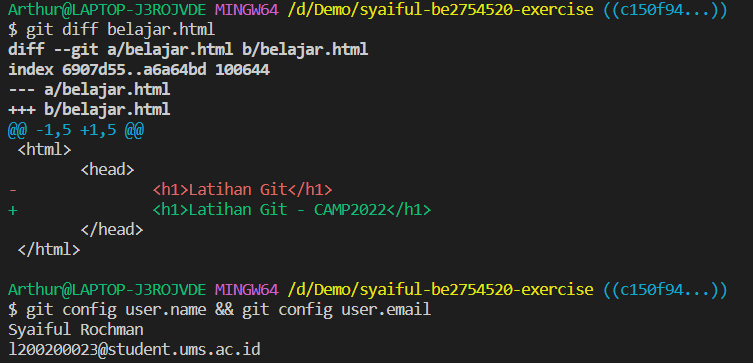 Arthur@LAPTOP-J3ROJVDE MINGW64 /d/Demo/syaiful-be2754520-exercise ((c150f94...))
$ git diff belajar.html
diff --git a/belajar.html b/belajar.html
index 6907d55..a6a64bd 100644
--- a/belajar.html
+++ b/belajar.html
@@ -1,5 +1,5 @@
 <html>
        <head>
-               <h1>Latihan Git</h1>
+               <h1>Latihan Git - CAMP2022</h1>
        </head>
 </html>

Arthur@LAPTOP-J3ROJVDE MINGW64 /d/Demo/syaiful-be2754520-exercise ((c150f94...))
$ git config user.name && git config user.email
Syaiful Rochman
l200200023@student.ums.ac.id